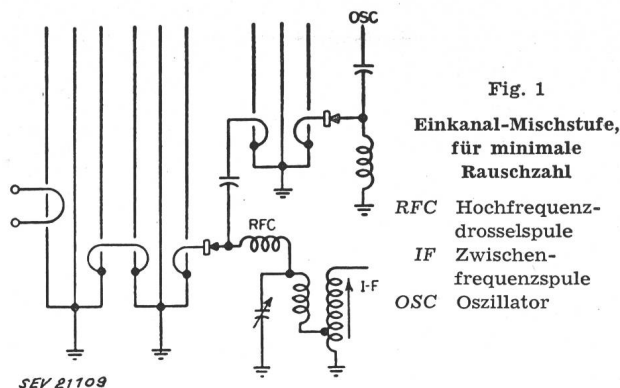 OSC
Fig. 1
Einkanal-Mischstufe,
für minimale
Rauschzahl
RFC Hochfrequenz-
drosselspule
IF Zwischen-
frequenzspule
OSC Oszillator
RFC
I-F
SEV 21109